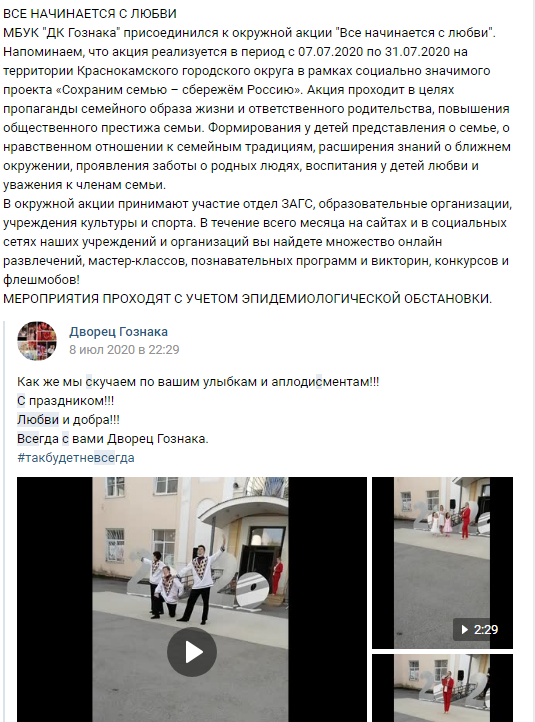 ВСЕ НАЧИНАЕТСЯ С ЛЮБВИ
МБУК "ДК Гознака" присоединился к окружной акции "Все начинается с любви".
Напоминаем, что акция реализуется в период с 07.07.2020 по 31.07.2020 на
территории Краснокамского городского округа в рамках социально значимого
проекта «Сохраним семью – сбережём Россию». Акция проходит в целях
пропаганды семейного образа жизни и ответственного родительства, повышения
общественного престижа семьи. Формирования у детей представления о семье, о
нравственном отношении к семейным традициям, расширения знаний о ближнем
окружении, проявления заботы о родных людях, воспитания у детей любви и
уважения к членам семьи.
В окружной акции принимают участие отдел ЗАГС, образовательные организации,
учреждения культуры и спорта. В течение всего месяца на сайтах и в социальных
сетях наших учреждений и организаций вы найдете множество онлайн
развлечений, мастер-классов, познавательных программ и викторин, конкурсов и
флешмобов!
МЕРОПРИЯТИЯ ПРОХОДЯТ С УЧЕТОМ ЭПИДЕМИОЛОГИЧЕСКОЙ ОБСТАНОВКИ.
Дворец Гознака
8 июл 2020 в 22:29
Как же мы скучаем по вашим улыбкам и аплодисментам!!!
С праздником!!!
Любви и добра!!!
Всегда с вами Дворец Гознака.
#такбудетневсегда
2:29